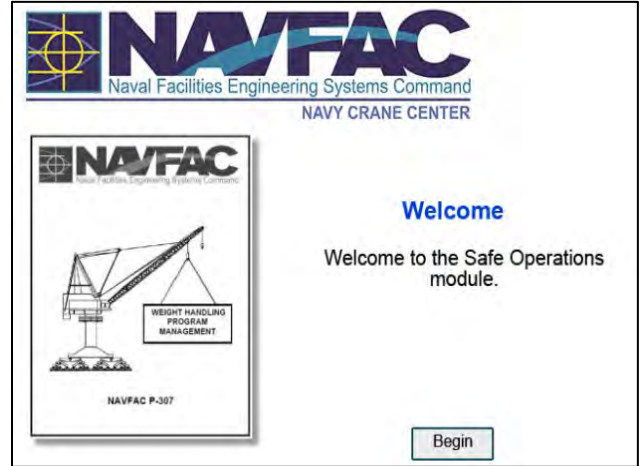 NAVFAC
Naval Facilities Engineering Systems Command
NAVY CRANE CENTER
NAVFAC
Naval Facilities Engineering Systems Command
WEIGHT HANDLING
PROGRAM
MANAGEMENT
NAVFAC P-307
Welcome
Welcome to the Safe Operations
module.
Begin